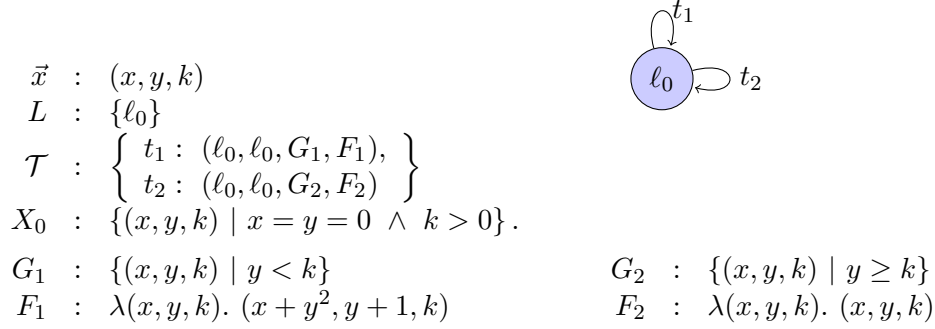 t₁
ℓ₀ t₂
x⃗ : (x, y, k)
L : {ℓ₀}
𝒯 : { t₁ : (ℓ₀, ℓ₀, G₁, F₁),
t₂ : (ℓ₀, ℓ₀, G₂, F₂) }
X₀ : {(x, y, k) | x = y = 0 ∧ k > 0} .
G₁ : {(x, y, k) | y < k} G₂ : {(x, y, k) | y ≥ k}
F₁ : λ(x, y, k). (x + y², y + 1, k) F₂ : λ(x, y, k). (x, y, k)